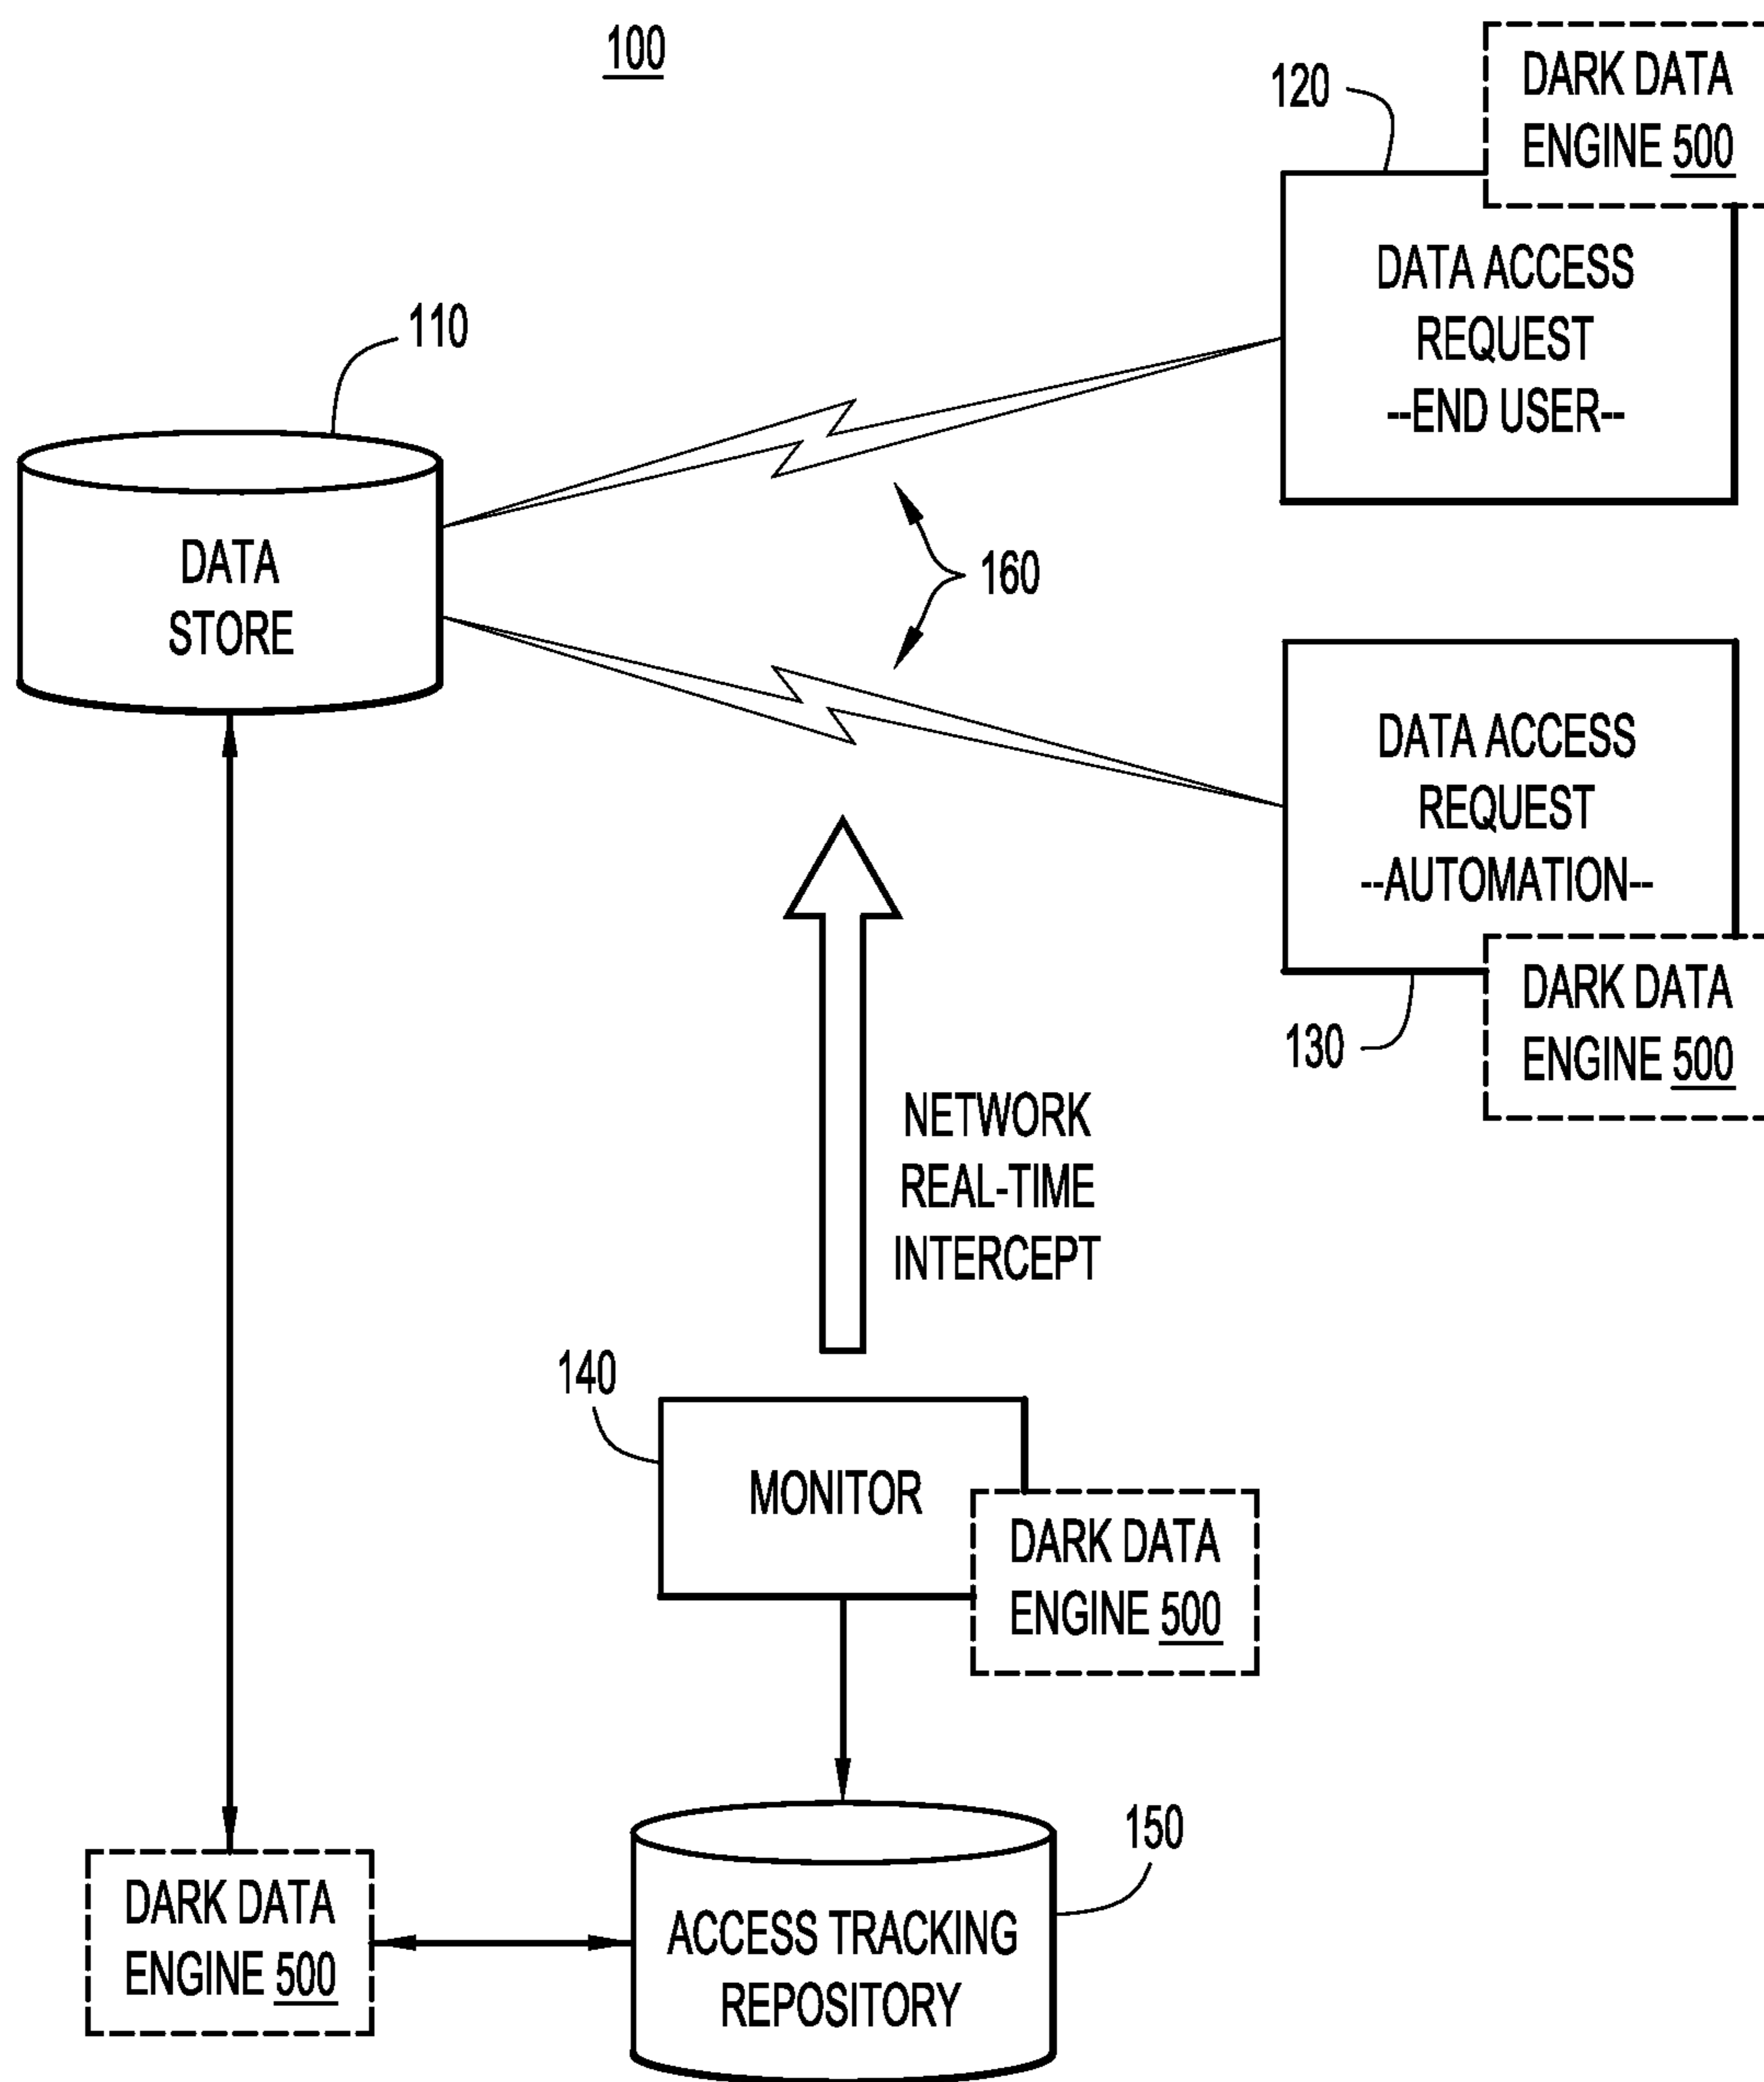 100
120
DARK DATA
ENGINE 500
DATA ACCESS
REQUEST
--END USER--
110
DATA
STORE
160
DATA ACCESS
REQUEST
--AUTOMATION--
130
DARK DATA
ENGINE 500
NETWORK
REAL-TIME
INTERCEPT
140
MONITOR
DARK DATA
ENGINE 500
150
DARK DATA
ENGINE 500
ACCESS TRACKING
REPOSITORY